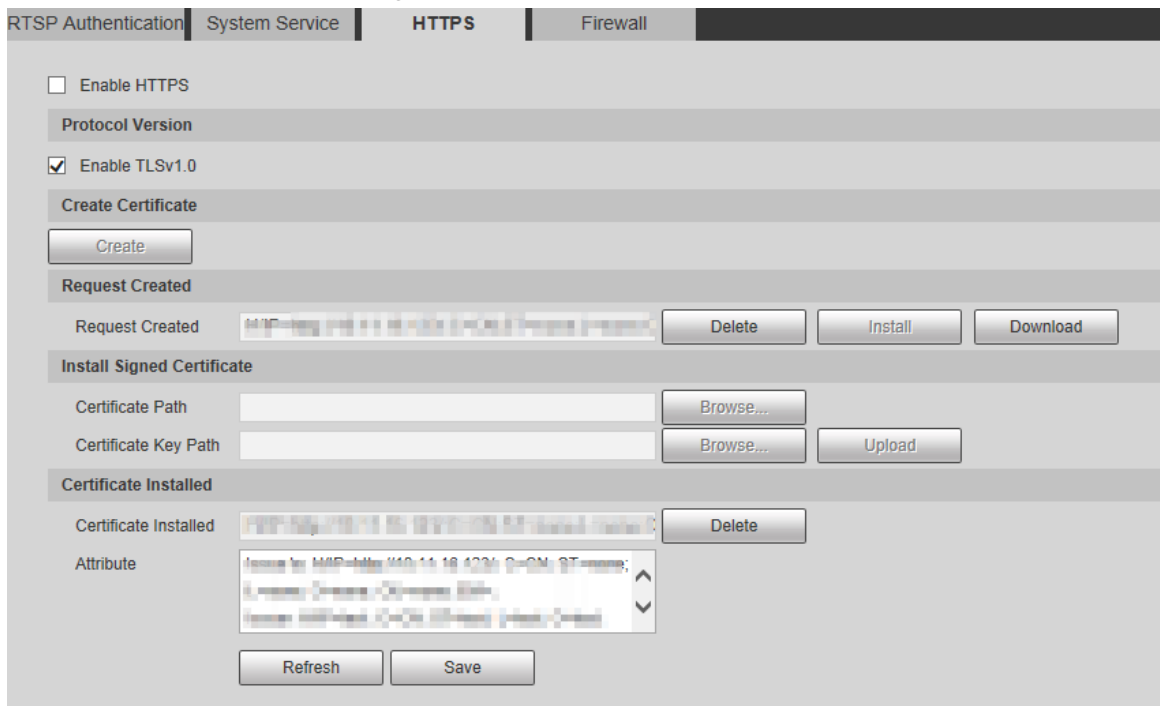 RTSP Authentication System Service HTTPS Firewall
Enable HTTPS
Protocol Version
Enable TLSv1.0
Create Certificate
Create
Request Created
Request Created Delete Install Download
Install Signed Certificate
Certificate Path Browse...
Certificate Key Path Browse... Upload
Certificate Installed
Certificate Installed Delete
Attribute
Refresh Save